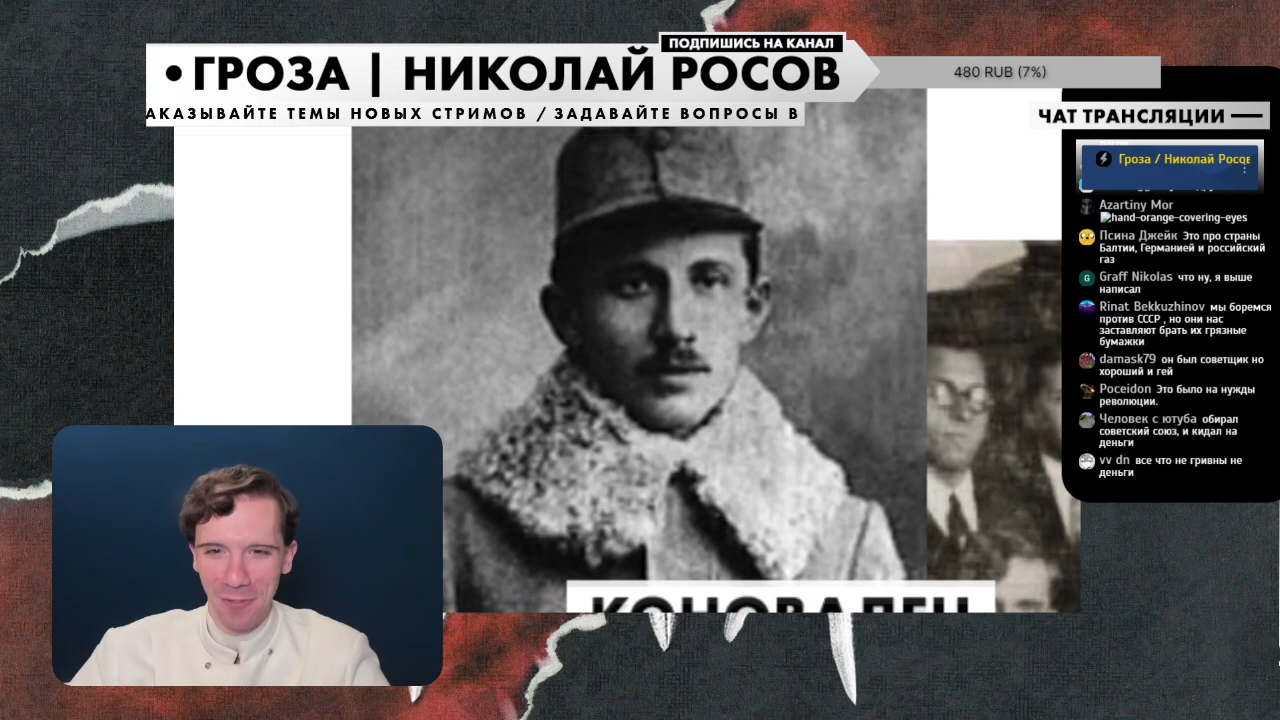 ПОДПИШИСЬ НА КАНАЛ
• ГРОЗА | НИКОЛАЙ РОСОВ
480 RUB (7%)
АКАЗЫВАЙТЕ ТЕМЫ НОВЫХ СТРИМОВ / ЗАДАВАЙТЕ ВОПРОСЫ В
ЧАТ ТРАНСЛЯЦИИ
Гроза / Николай Росов
Azartiny Mor
hand-orange-covering-eyes
Псина Джейк Это про страны
Балтии, Германией и российский
газ
G Graff Nikolas что ну, я выше
написал
Rinat Bekkuzhinov мы боремся
против СССР , но они нас
заставляют брать их грязные
бумажки
damask79 он был советщик но
хороший и гей
Poceidon Это было на нужды
революции.
Человек с ютуба обирал
советский союз, и кидал на
деньги
vv dn все что не гривны не
деньги
КОНОВАЛЕЦ